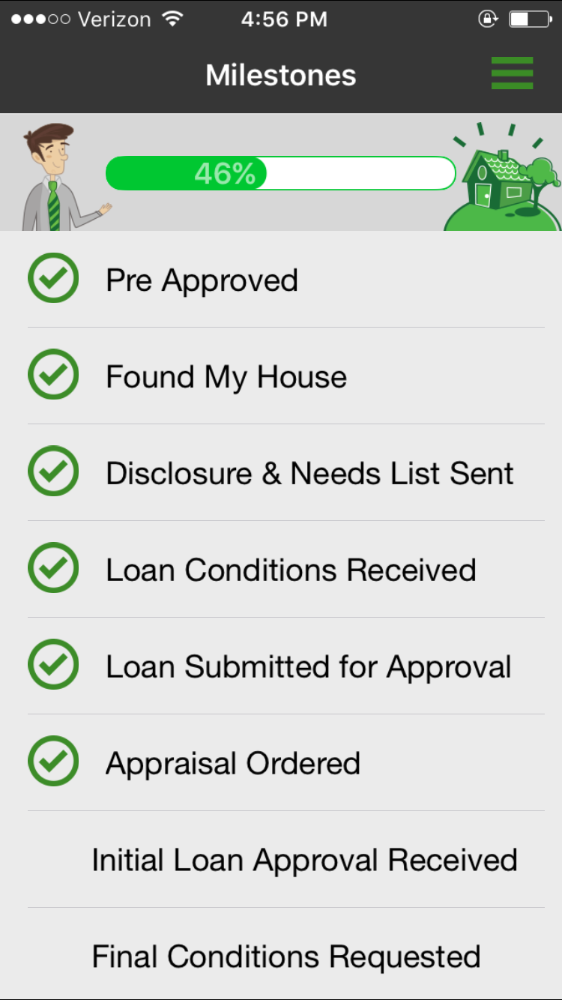 Verizon 4:56 PM
Milestones
46%
Pre Approved
Found My House
Disclosure & Needs List Sent
Loan Conditions Received
Loan Submitted for Approval
Appraisal Ordered
Initial Loan Approval Received
Final Conditions Requested